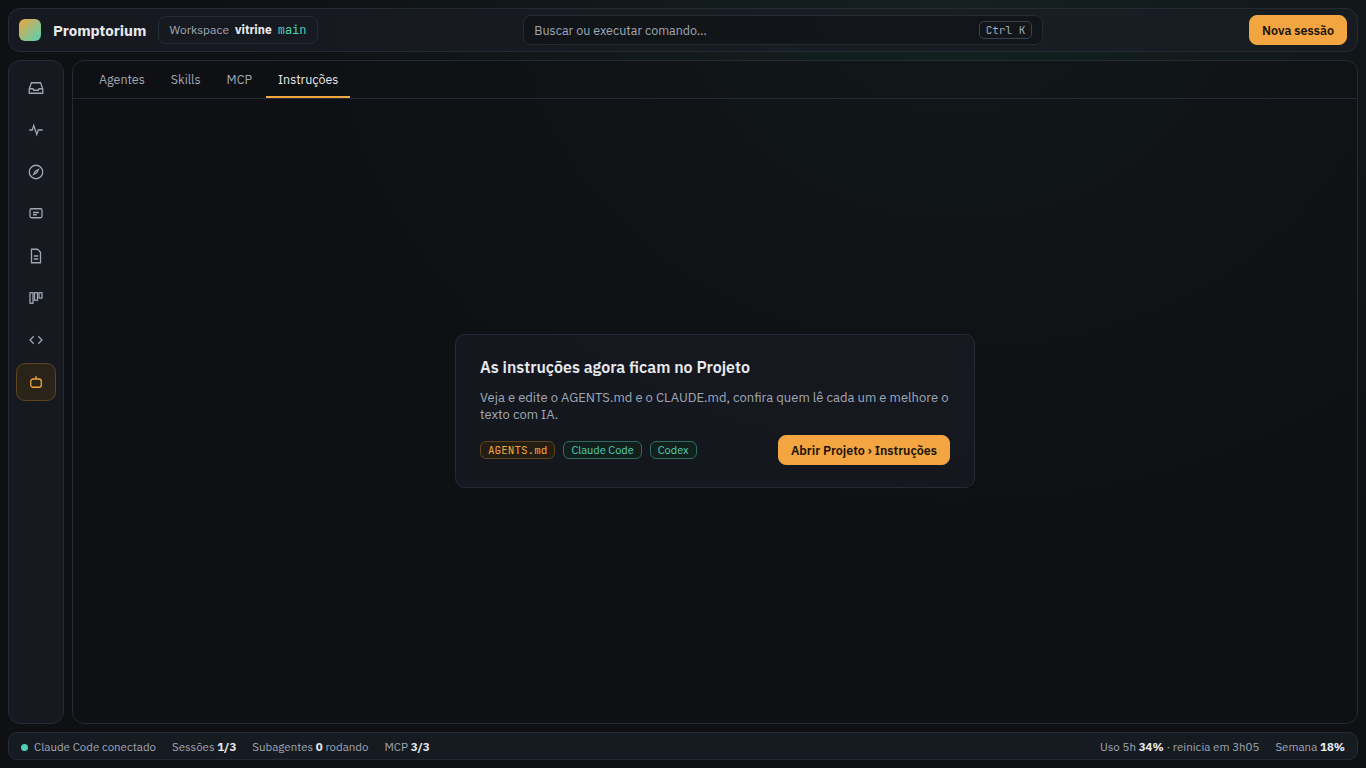 Promptorium
Workspace vitrine main
Buscar ou executar comando...
Ctrl K
Nova sessão
Agentes
Skills
MCP
Instruções
As instruções agora ficam no Projeto
Veja e edite o AGENTS.md e o CLAUDE.md, confira quem lê cada um e melhore o
texto com IA.
AGENTS.md
Claude Code
Codex
Abrir Projeto › Instruções
Claude Code conectado
Sessões 1/3
Subagentes 0 rodando
MCP 3/3
Uso 5h 34% · reinicia em 3h05
Semana 18%